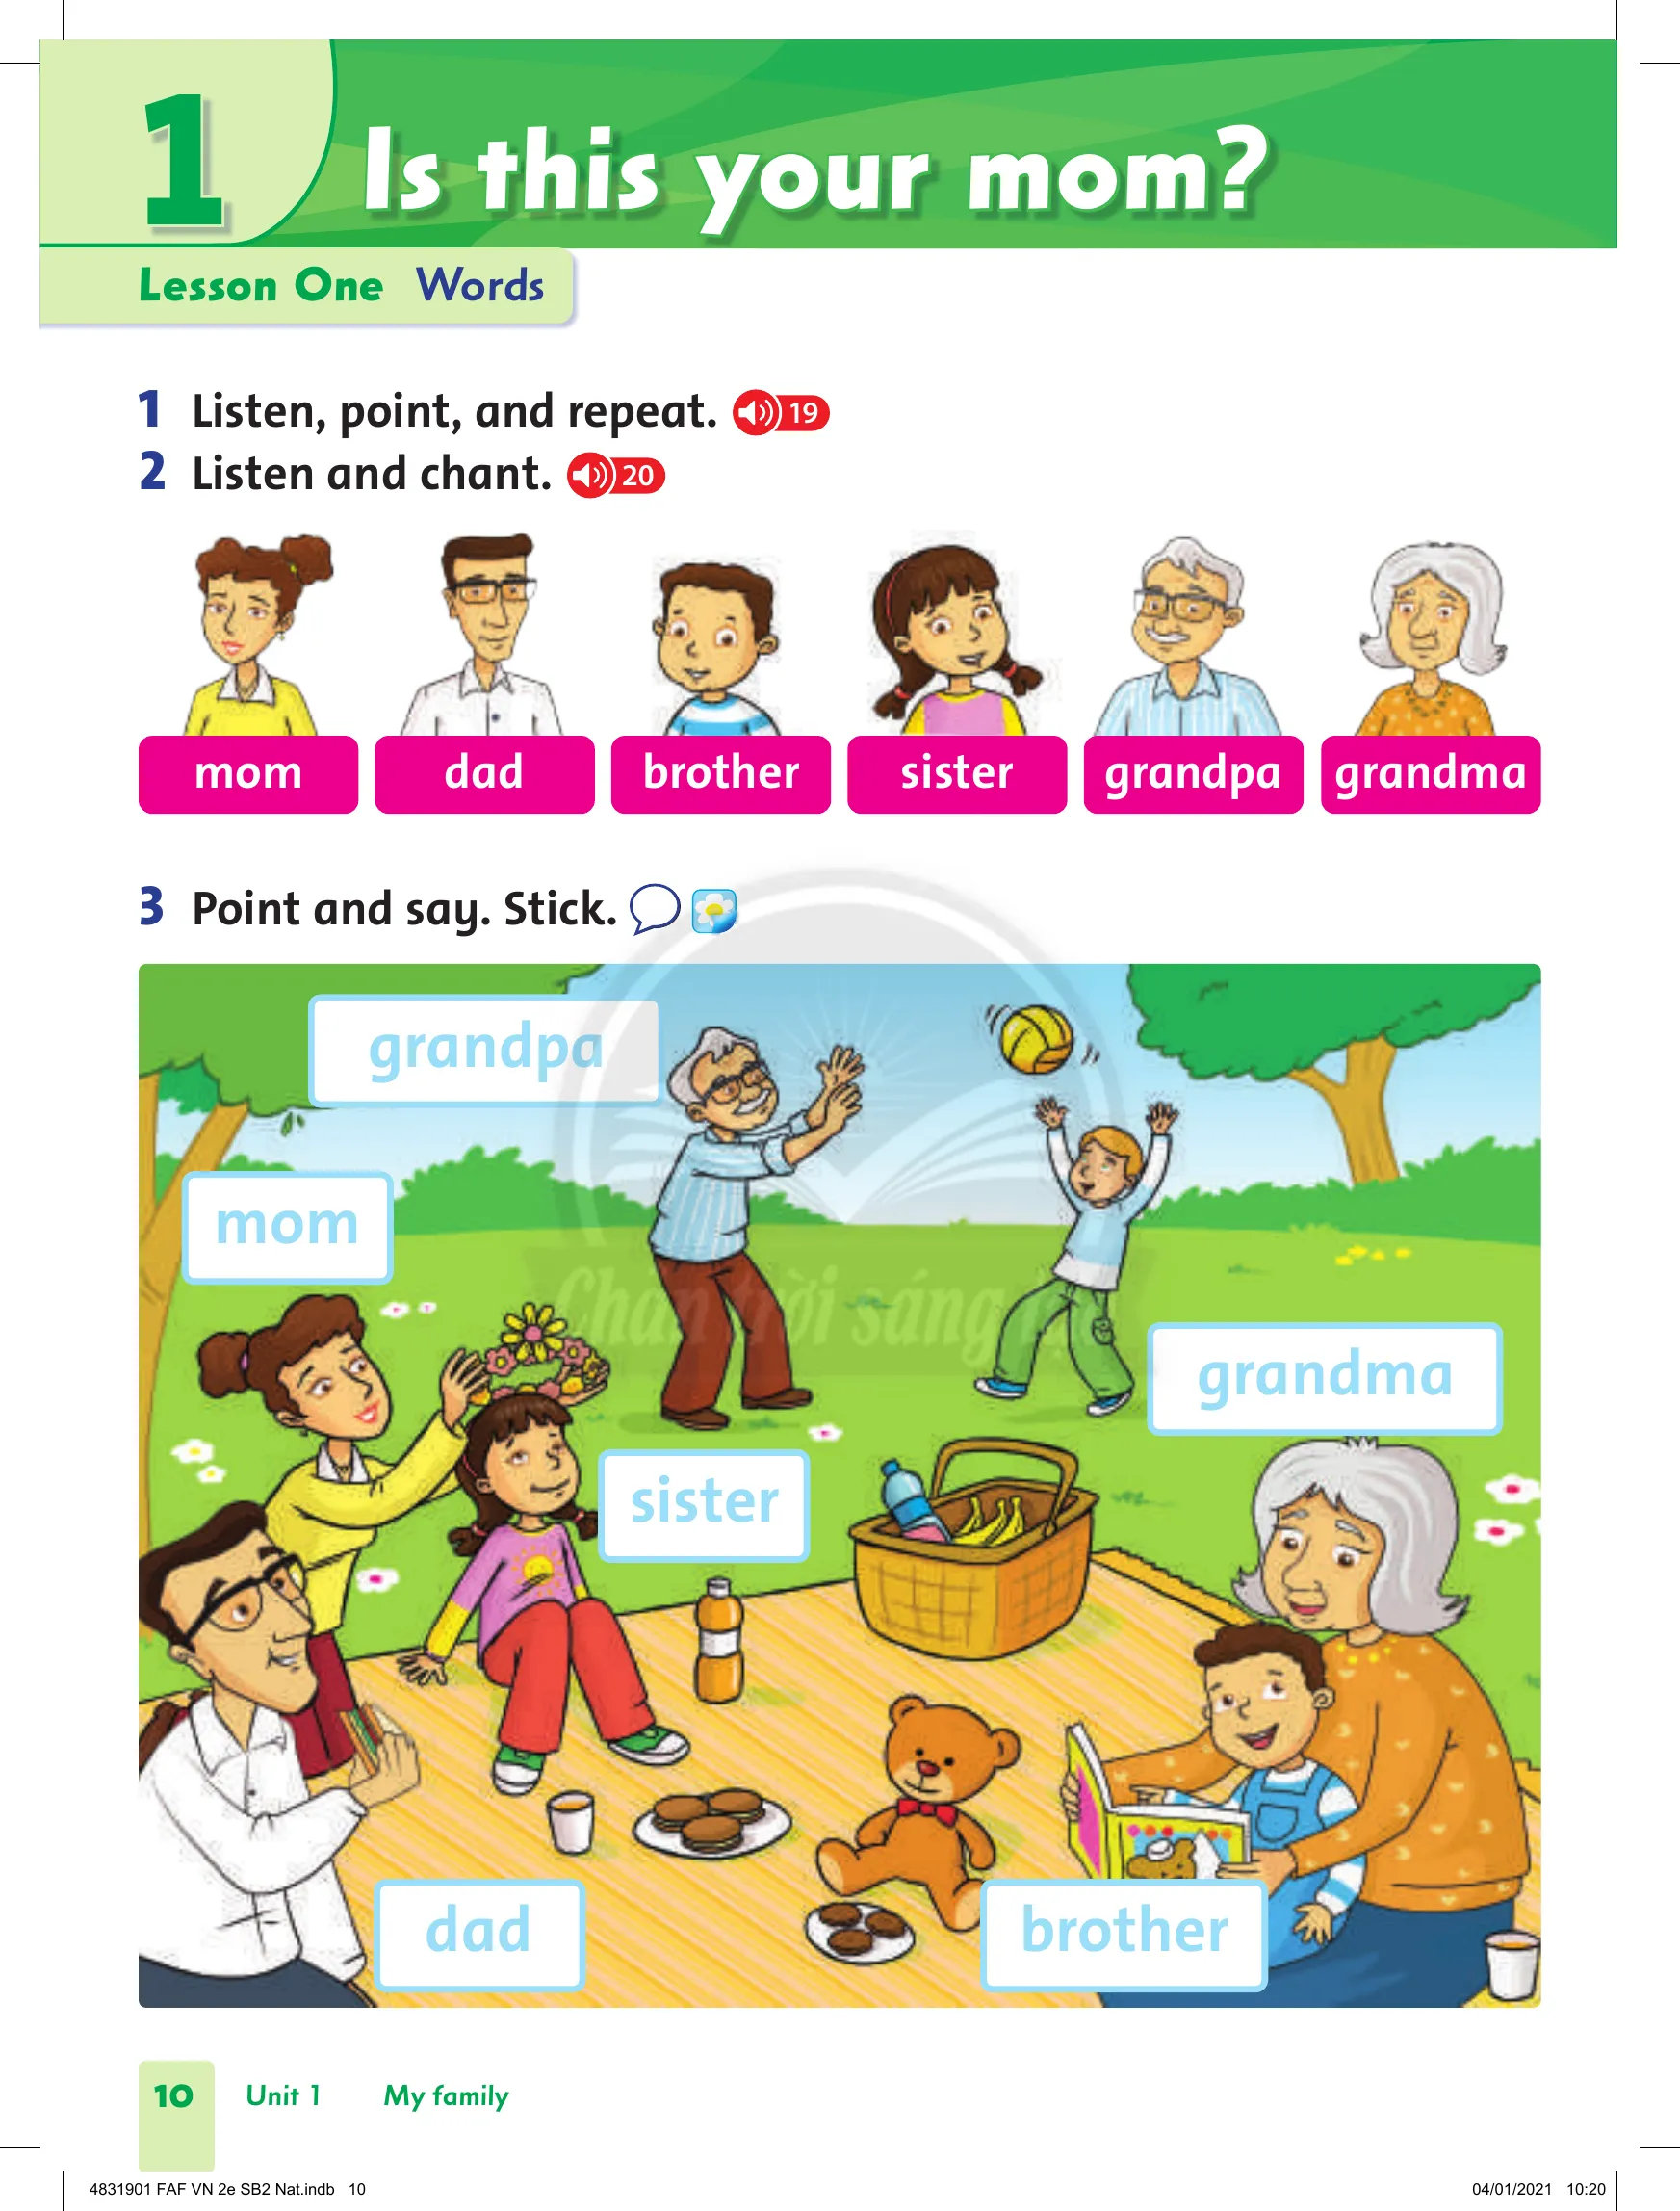 1
Is this your mom?
Lesson One Words
1 Listen, point, and repeat. 19
2 Listen and chant. 20
mom dad brother sister grandpa grandma
3 Point and say. Stick.
grandpa
mom
grandma
sister
dad
brother
Chân trời sáng tạo
10 Unit 1 My family
4831901 FAF VN 2e SB2 Nat.indb 10
04/01/2021 10:20